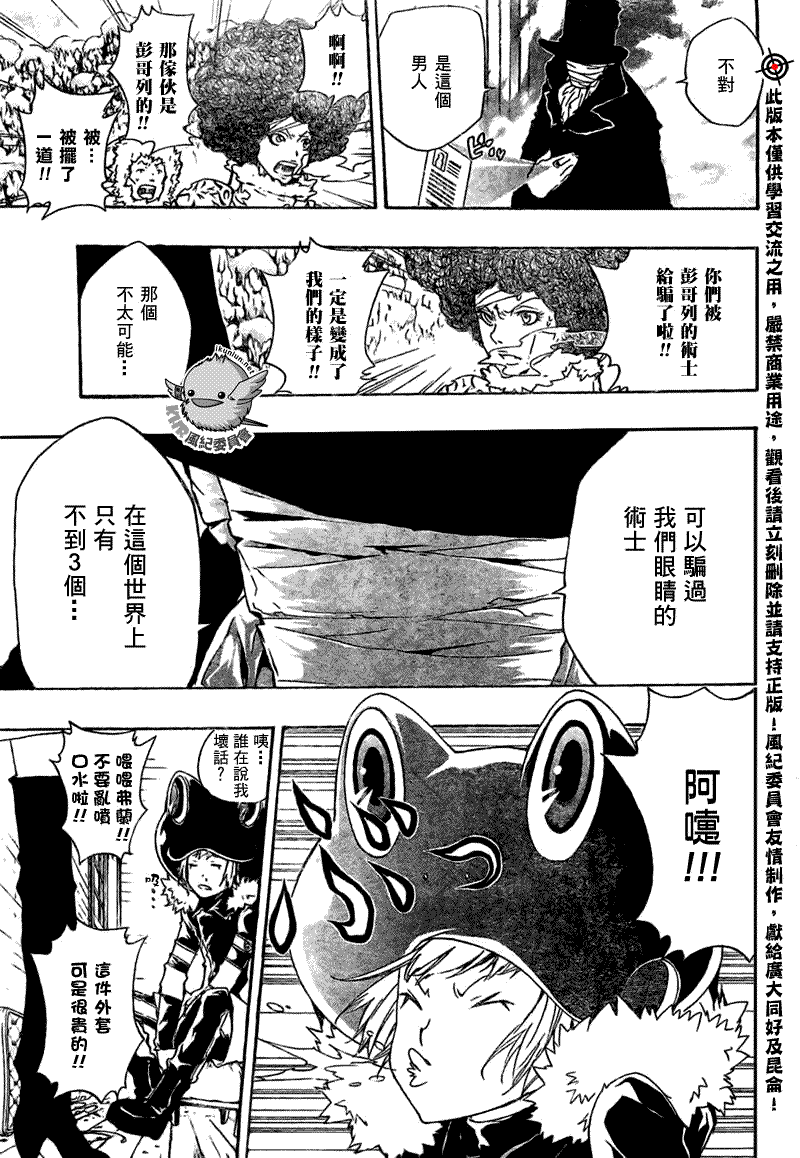 不對
是這個
男人
啊啊!!
那傢伙是
彭哥列的!!
被…
被擺了
一道!!
你們被
彭哥列的術士
給騙了啦!!
一定是變成了
我們的樣子!!
那個
不太可能…
ikunlun.net
KHR風紀委員會
可以騙過
我們眼睛的
術士
在這個世界上
只有
不到3個…
阿嚏!!!
咦…
誰在說我
壞話?
喂喂弗蘭!!
不要亂噴
口水啦!!
這件外套
可是很貴的!!
此版本僅供學習交流之用，嚴禁商業用途，觀看後請立刻刪除並請支持正版！風紀委員會友情制作，獻給廣大同好及昆侖！